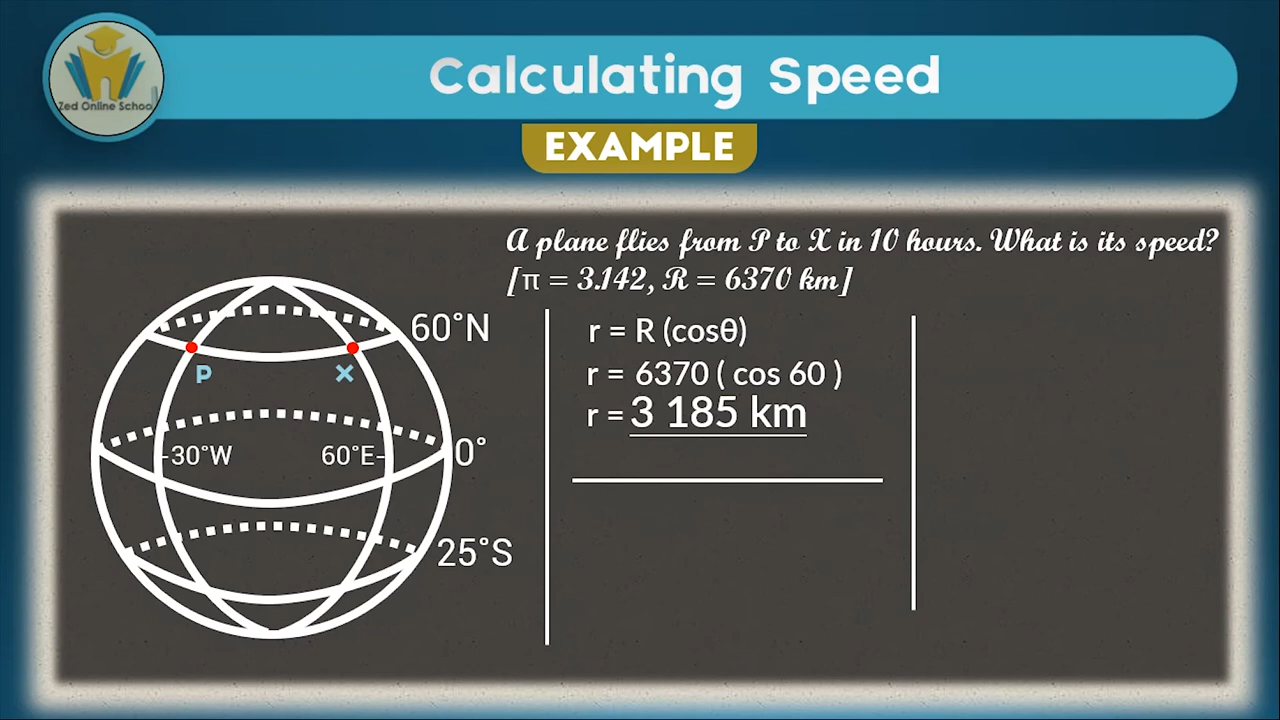 Zed Online School
Calculating Speed
EXAMPLE
A plane flies from P to X in 10 hours. What is its speed?
[π = 3.142, R = 6370 km]
60°N
P
X
30°W
60°E
0°
25°S
r = R (cosθ)
r = 6370 ( cos 60 )
r = 3 185 km